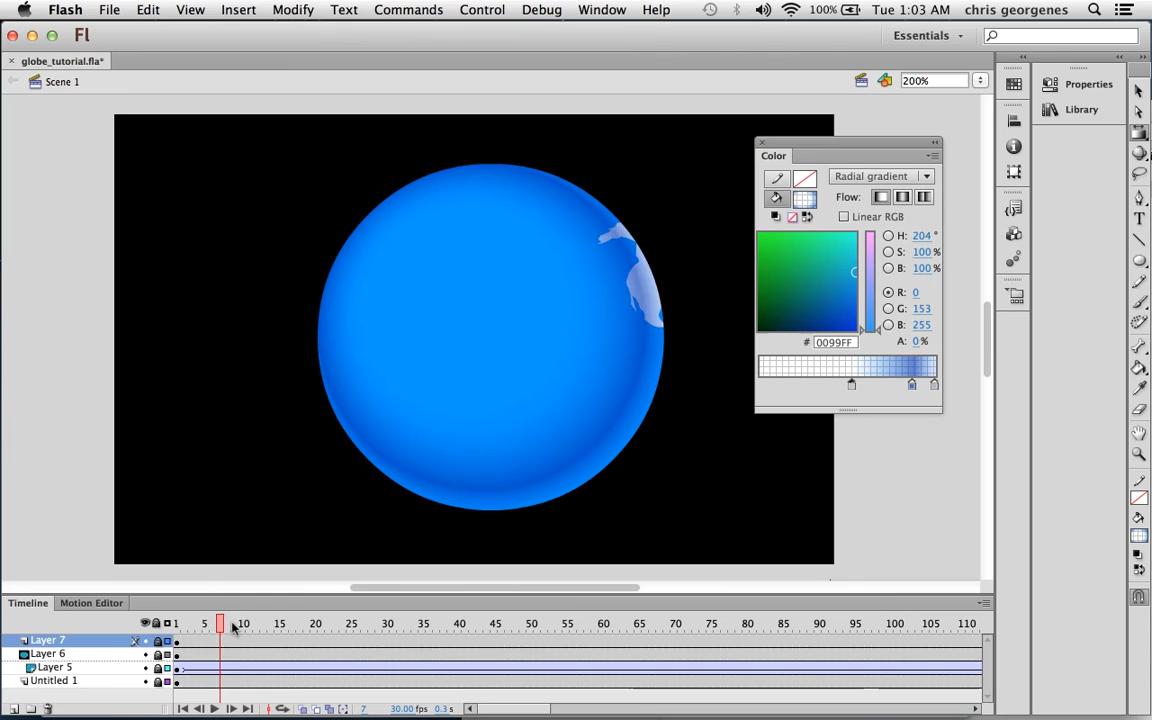 Flash File Edit View Insert Modify Text Commands Control Debug Window Help 100% Tue 1:03 AM chris georgenes
Fl Essentials
globe_tutorial.fla*
Scene 1 200%
Properties
Library
Color
Radial gradient
Flow:
Linear RGB
H: 204 °
S: 100 %
B: 100 %
R: 0
G: 153
B: 255
# 0099FF A: 0 %
Timeline Motion Editor
1 5 10 15 20 25 30 35 40 45 50 55 60 65 70 75 80 85 90 95 100 105 110
Layer 7
Layer 6
Layer 5
Untitled 1
7 30.00 fps 0.3 s